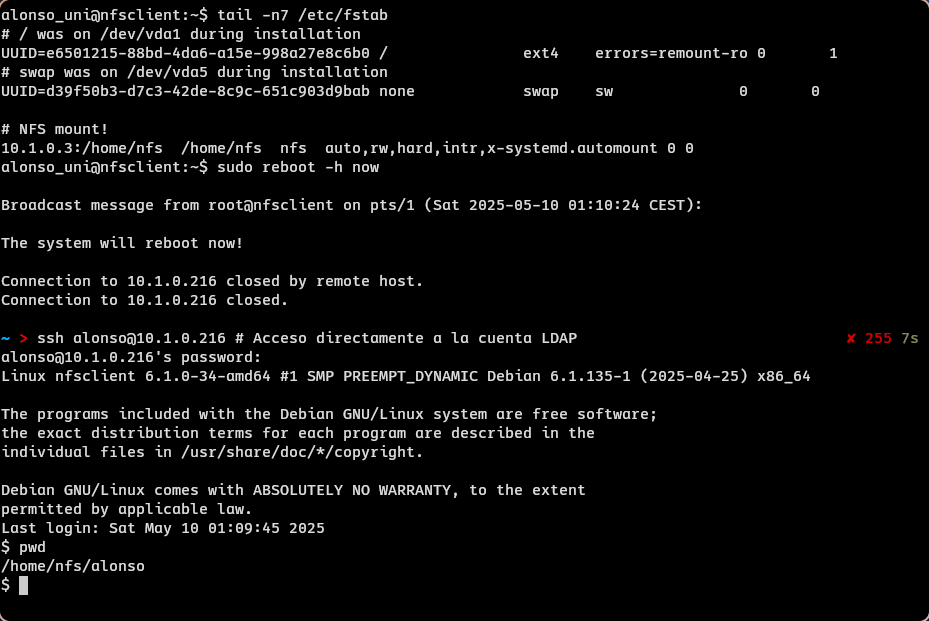 alonso_uni@nfsclient:~$ tail -n7 /etc/fstab
# / was on /dev/vda1 during installation
UUID=e6501215-88bd-4da6-a15e-998a27e8c6b0 /               ext4    errors=remount-ro 0       1
# swap was on /dev/vda5 during installation
UUID=d39f50b3-d7c3-42de-8c9c-651c903d9bab none            swap    sw              0       0

# NFS mount!
10.1.0.3:/home/nfs  /home/nfs  nfs  auto,rw,hard,intr,x-systemd.automount 0 0
alonso_uni@nfsclient:~$ sudo reboot -h now

Broadcast message from root@nfsclient on pts/1 (Sat 2025-05-10 01:10:24 CEST):

The system will reboot now!

Connection to 10.1.0.216 closed by remote host.
Connection to 10.1.0.216 closed.

~ > ssh alonso@10.1.0.216 # Acceso directamente a la cuenta LDAP                              ✘ 255 7s
alonso@10.1.0.216's password:
Linux nfsclient 6.1.0-34-amd64 #1 SMP PREEMPT_DYNAMIC Debian 6.1.135-1 (2025-04-25) x86_64

The programs included with the Debian GNU/Linux system are free software;
the exact distribution terms for each program are described in the
individual files in /usr/share/doc/*/copyright.

Debian GNU/Linux comes with ABSOLUTELY NO WARRANTY, to the extent
permitted by applicable law.
Last login: Sat May 10 01:09:45 2025
$ pwd
/home/nfs/alonso
$